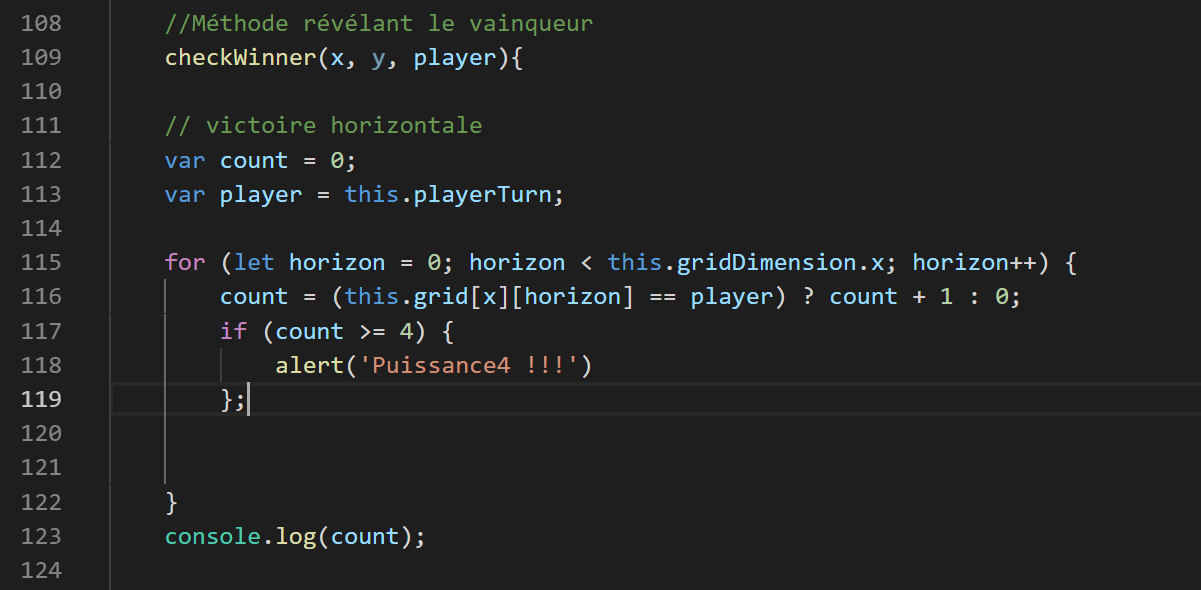 108 //Méthode révélant le vainqueur
109 checkWinner(x, y, player){
110
111 // victoire horizontale
112 var count = 0;
113 var player = this.playerTurn;
114
115 for (let horizon = 0; horizon < this.gridDimension.x; horizon++) {
116 count = (this.grid[x][horizon] == player) ? count + 1 : 0;
117 if (count >= 4) {
118 alert('Puissance4 !!!')
119 };
120
121
122 }
123 console.log(count);
124